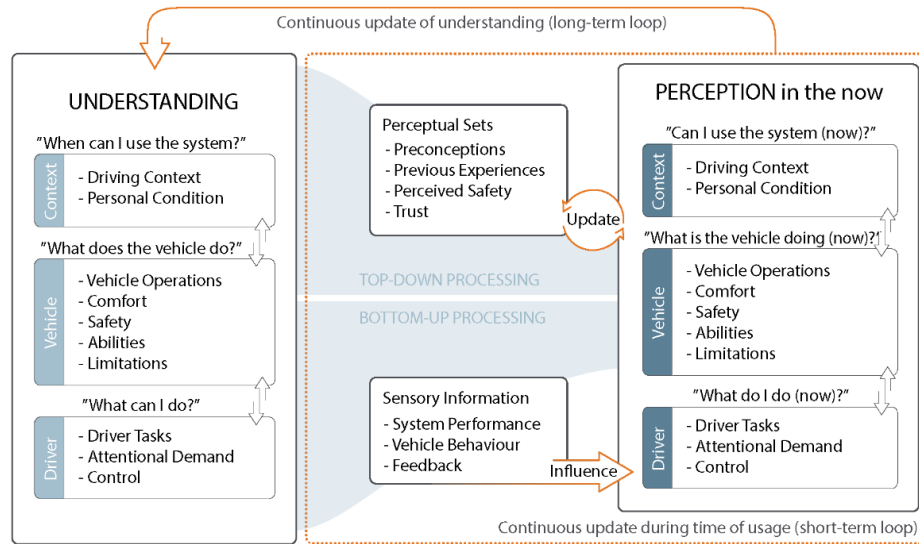 Continuous update of understanding (long-term loop)
UNDERSTANDING
"When can I use the system?"
Context
- Driving Context
- Personal Condition
"What does the vehicle do?"
Vehicle
- Vehicle Operations
- Comfort
- Safety
- Abilities
- Limitations
"What can I do?"
Driver
- Driver Tasks
- Attentional Demand
- Control
Perceptual Sets
- Preconceptions
- Previous Experiences
- Perceived Safety
- Trust
Update
TOP-DOWN PROCESSING
BOTTOM-UP PROCESSING
Sensory Information
- System Performance
- Vehicle Behaviour
- Feedback
Influence
PERCEPTION in the now
"Can I use the system (now)?"
Context
- Driving Context
- Personal Condition
"What is the vehicle doing (now)?"
Vehicle
- Vehicle Operations
- Comfort
- Safety
- Abilities
- Limitations
"What do I do (now)?"
Driver
- Driver Tasks
- Attentional Demand
- Control
Continuous update during time of usage (short-term loop)